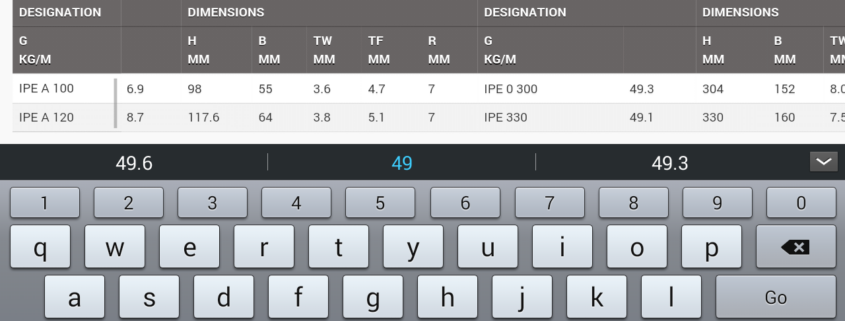 DESIGNATION DIMENSIONS DESIGNATION DIMENSIONS
G H B TW TF R G H B TW
KG/M MM MM MM MM MM KG/M MM MM
IPE A 100 6.9 98 55 3.6 4.7 7 IPE 0 300 49.3 304 152 8.0
IPE A 120 8.7 117.6 64 3.8 5.1 7 IPE 330 49.1 330 160 7.5
49.6 49 49.3
1 2 3 4 5 6 7 8 9 0
q w e r t y u i o p
a s d f g h j k l Go